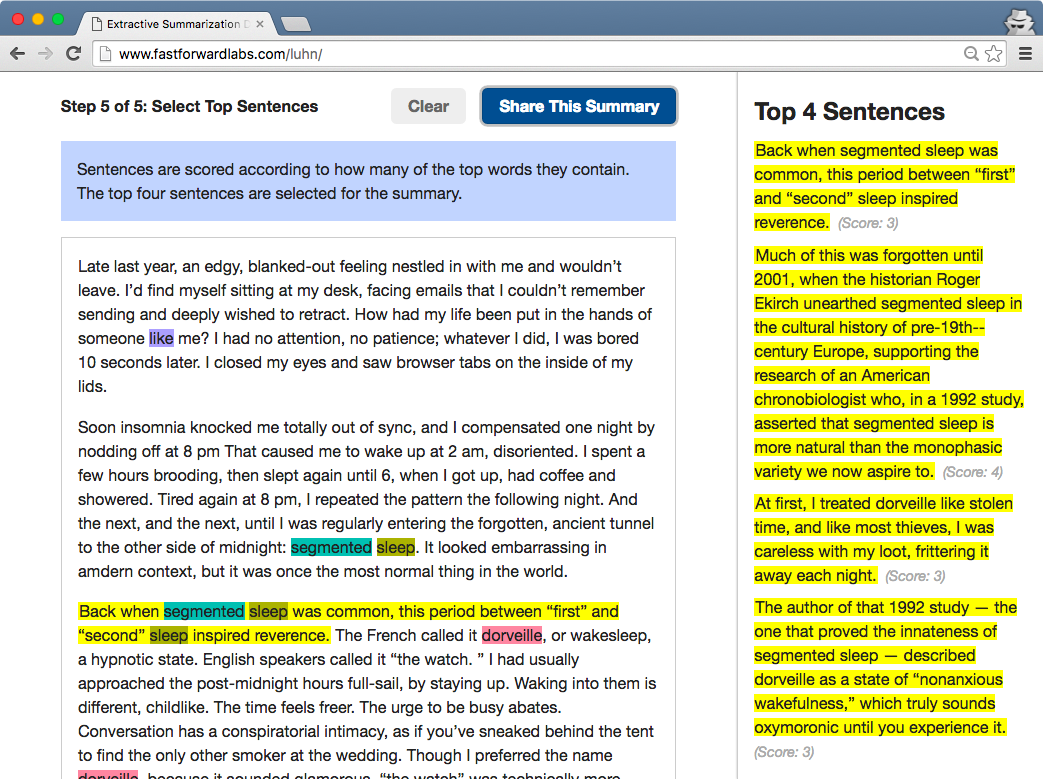 Extractive Summarization D
www.fastforwardlabs.com/luhn/
Step 5 of 5: Select Top Sentences
Clear
Share This Summary
Sentences are scored according to how many of the top words they contain.
The top four sentences are selected for the summary.
Late last year, an edgy, blanked-out feeling nestled in with me and wouldn’t
leave. I’d find myself sitting at my desk, facing emails that I couldn’t remember
sending and deeply wished to retract. How had my life been put in the hands of
someone like me? I had no attention, no patience; whatever I did, I was bored
10 seconds later. I closed my eyes and saw browser tabs on the inside of my
lids.
Soon insomnia knocked me totally out of sync, and I compensated one night by
nodding off at 8 pm That caused me to wake up at 2 am, disoriented. I spent a
few hours brooding, then slept again until 6, when I got up, had coffee and
showered. Tired again at 8 pm, I repeated the pattern the following night. And
the next, and the next, until I was regularly entering the forgotten, ancient tunnel
to the other side of midnight: segmented sleep. It looked embarrassing in
amdern context, but it was once the most normal thing in the world.
Back when segmented sleep was common, this period between “first” and
“second” sleep inspired reverence. The French called it dorveille, or wakesleep,
a hypnotic state. English speakers called it “the watch. ” I had usually
approached the post-midnight hours full-sail, by staying up. Waking into them is
different, childlike. The time feels freer. The urge to be busy abates.
Conversation has a conspiratorial intimacy, as if you’ve sneaked behind the tent
to find the only other smoker at the wedding. Though I preferred the name
dorveille, because it sounded glamorous, “the watch” was technically more
Top 4 Sentences
Back when segmented sleep was
common, this period between “first”
and “second” sleep inspired
reverence. (Score: 3)
Much of this was forgotten until
2001, when the historian Roger
Ekirch unearthed segmented sleep in
the cultural history of pre-19th--
century Europe, supporting the
research of an American
chronobiologist who, in a 1992 study,
asserted that segmented sleep is
more natural than the monophasic
variety we now aspire to. (Score: 4)
At first, I treated dorveille like stolen
time, and like most thieves, I was
careless with my loot, frittering it
away each night. (Score: 3)
The author of that 1992 study — the
one that proved the innateness of
segmented sleep — described
dorveille as a state of “nonanxious
wakefulness,” which truly sounds
oxymoronic until you experience it.
(Score: 3)